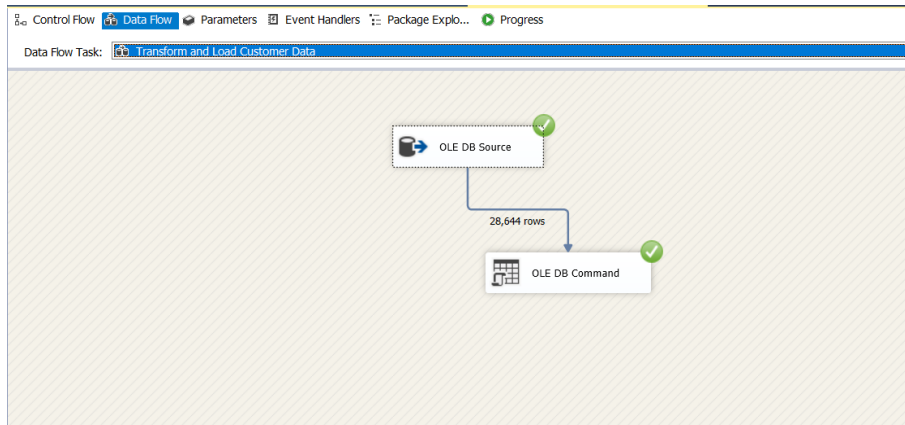 Control Flow Data Flow Parameters Event Handlers Package Explo... Progress
Data Flow Task: Transform and Load Customer Data
OLE DB Source
28,644 rows
OLE DB Command